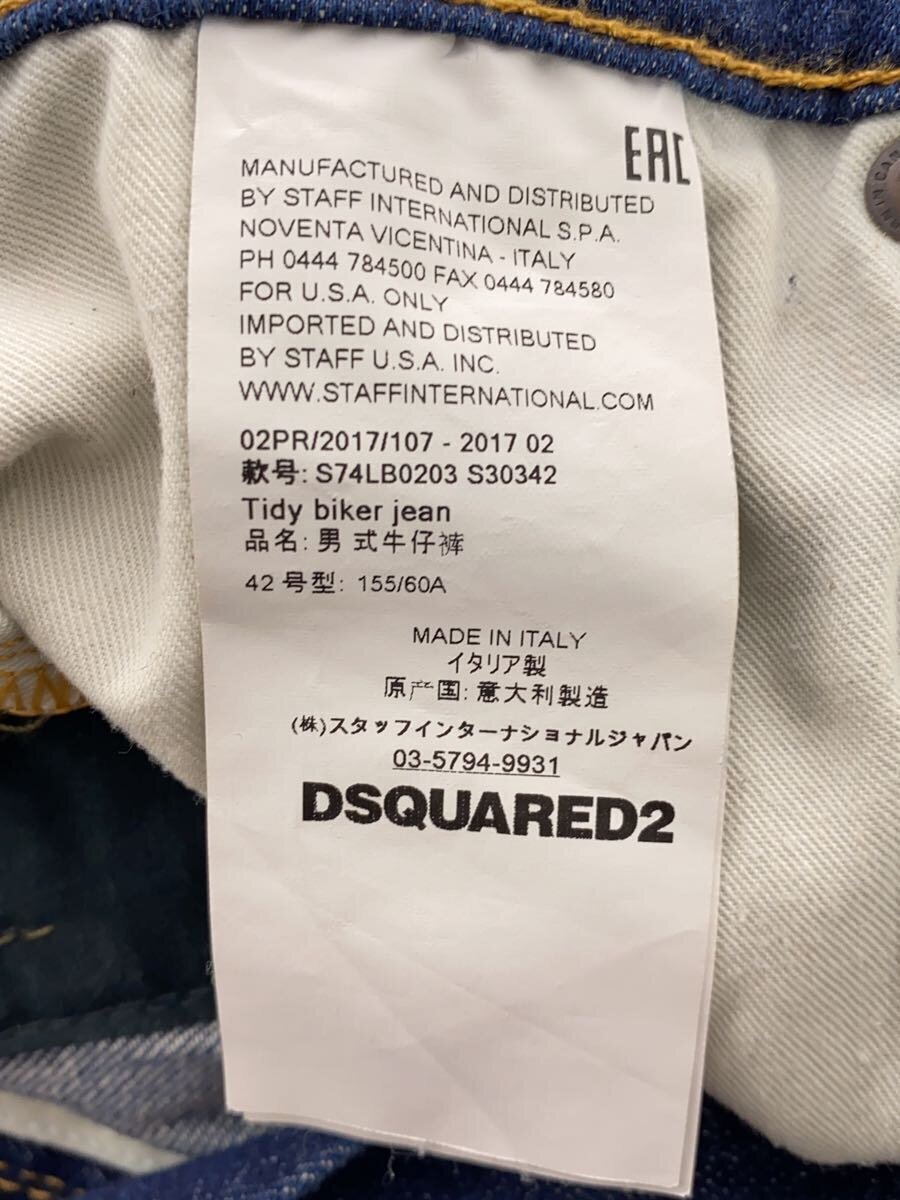 EAC
MANUFACTURED AND DISTRIBUTED
BY STAFF INTERNATIONAL S.P.A.
NOVENTA VICENTINA - ITALY
PH 0444 784500 FAX 0444 784580
FOR U.S.A. ONLY
IMPORTED AND DISTRIBUTED
BY STAFF U.S.A. INC.
WWW.STAFFINTERNATIONAL.COM
02PR/2017/107 - 2017 02
款号: S74LB0203 S30342
Tidy biker jean
品名: 男 式牛仔裤
42 号型: 155/60A
MADE IN ITALY
イタリア製
原产国: 意大利製造
(株)スタッフインターナショナルジャパン
03-5794-9931
DSQUARED2